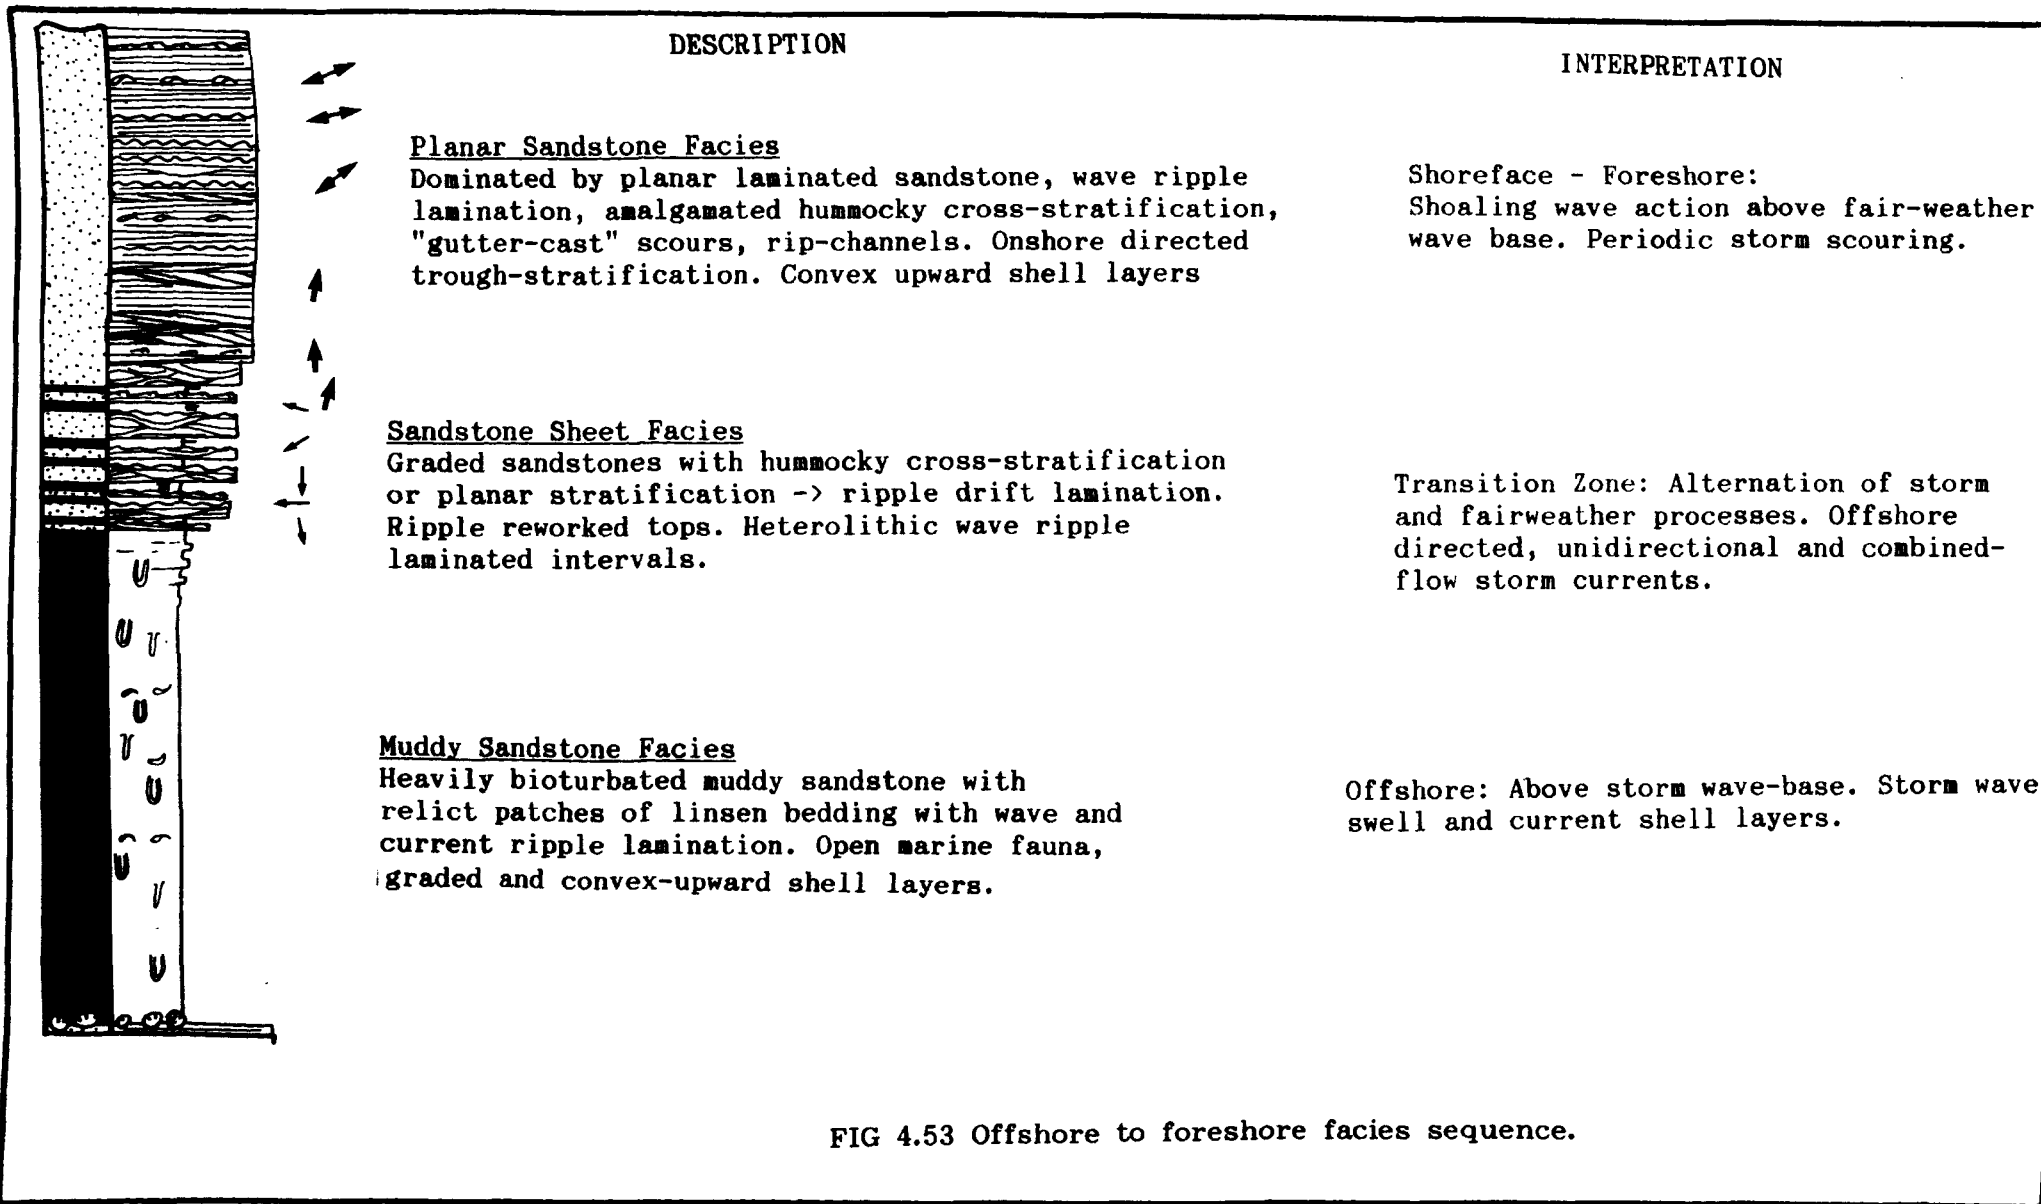 DESCRIPTION
INTERPRETATION
Planar Sandstone Facies
Dominated by planar laminated sandstone, wave ripple
lamination, amalgamated hummocky cross-stratification,
"gutter-cast" scours, rip-channels. Onshore directed
trough-stratification. Convex upward shell layers
Shoreface - Foreshore:
Shoaling wave action above fair-weather
wave base. Periodic storm scouring.
Sandstone Sheet Facies
Graded sandstones with hummocky cross-stratification
or planar stratification -> ripple drift lamination.
Ripple reworked tops. Heterolithic wave ripple
laminated intervals.
Transition Zone: Alternation of storm
and fairweather processes. Offshore
directed, unidirectional and combined-
flow storm currents.
Muddy Sandstone Facies
Heavily bioturbated muddy sandstone with
relict patches of linsen bedding with wave and
current ripple lamination. Open marine fauna,
graded and convex-upward shell layers.
Offshore: Above storm wave-base. Storm wave
swell and current shell layers.
FIG 4.53 Offshore to foreshore facies sequence.